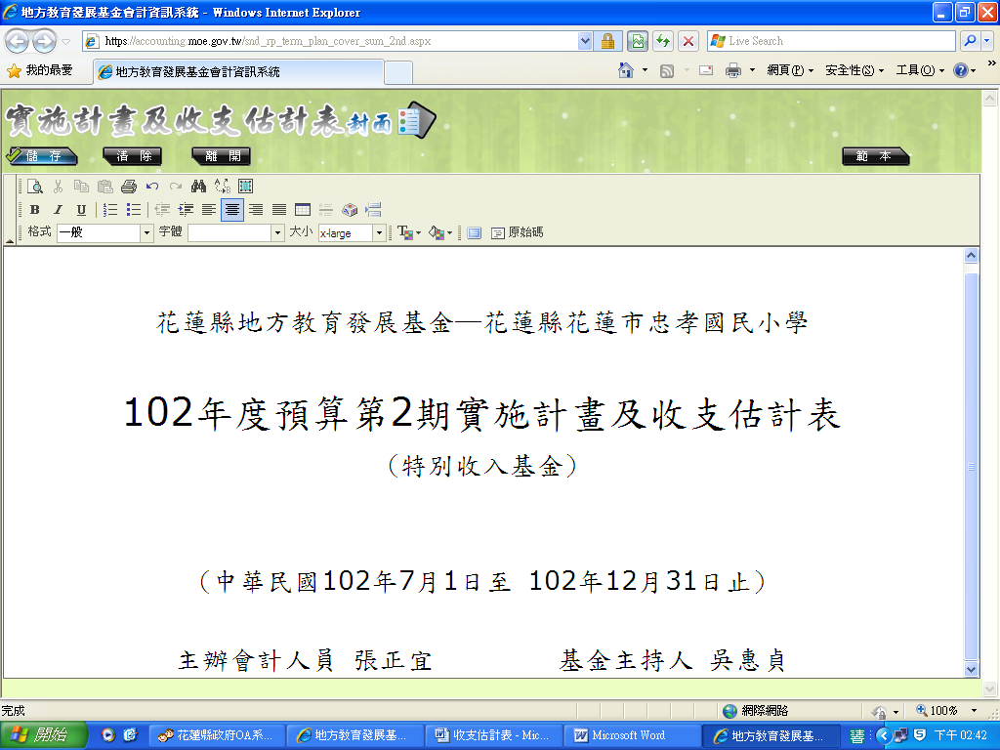 地方教育發展基金會計資訊系統 - Windows Internet Explorer
https://accounting.moe.gov.tw/snd_rp_term_plan_cover_sum_2nd.aspx
Live Search
我的最愛
地方教育發展基金會計資訊系統
網頁(P)
安全性(S)
工具(O)
實施計畫及收支估計表封面
儲 存
清 除
離 開
範 本
B I U
格式 一般 字體 大小 x-large 原始碼
花蓮縣地方教育發展基金—花蓮縣花蓮市忠孝國民小學
102年度預算第2期實施計畫及收支估計表
（特別收入基金）
（中華民國102年7月1日至 102年12月31日止）
主辦會計人員 張正宜 基金主持人 吳惠貞
完成
網際網路
100%
開始
花蓮縣政府OA系...
地方教育發展基...
收支估計表 - Mic...
Microsoft Word
地方教育發展基...
下午 02:42